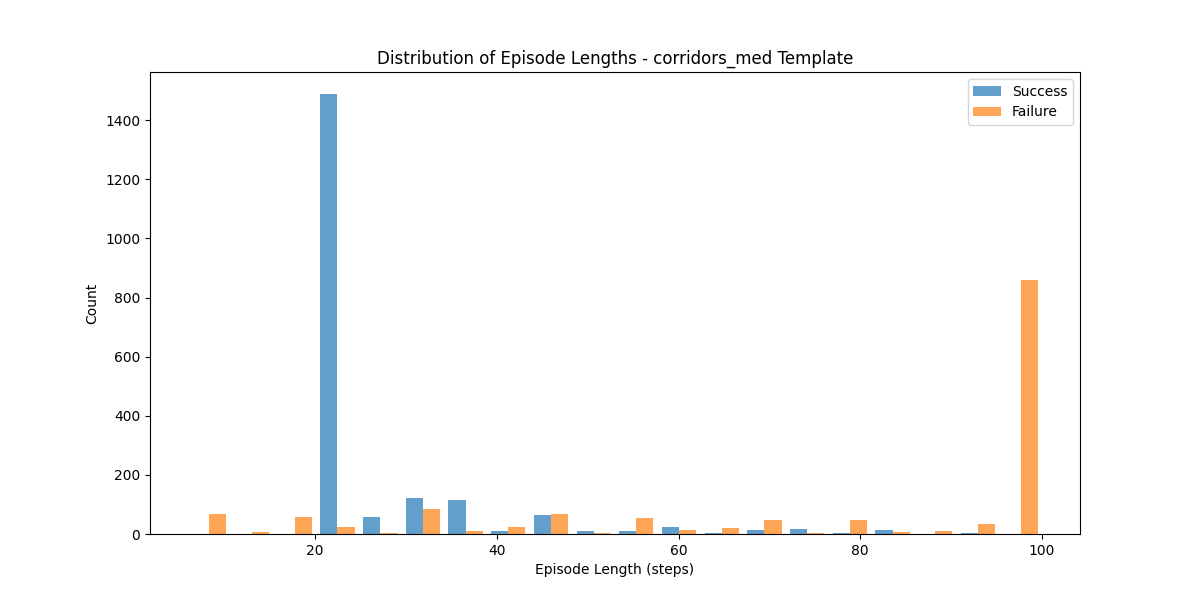 Distribution of Episode Lengths - corridors_med Template
Success
Failure
1400
1200
1000
800
600
400
200
0
Count
20
40
60
80
100
Episode Length (steps)